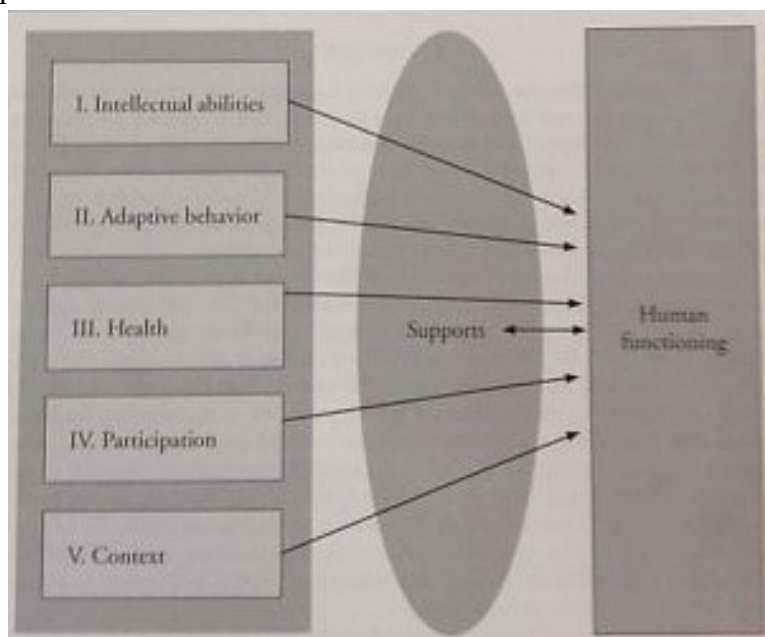 I. Intellectual abilities
II. Adaptive behavior
III. Health
IV. Participation
V. Context
Supports
Human
functioning